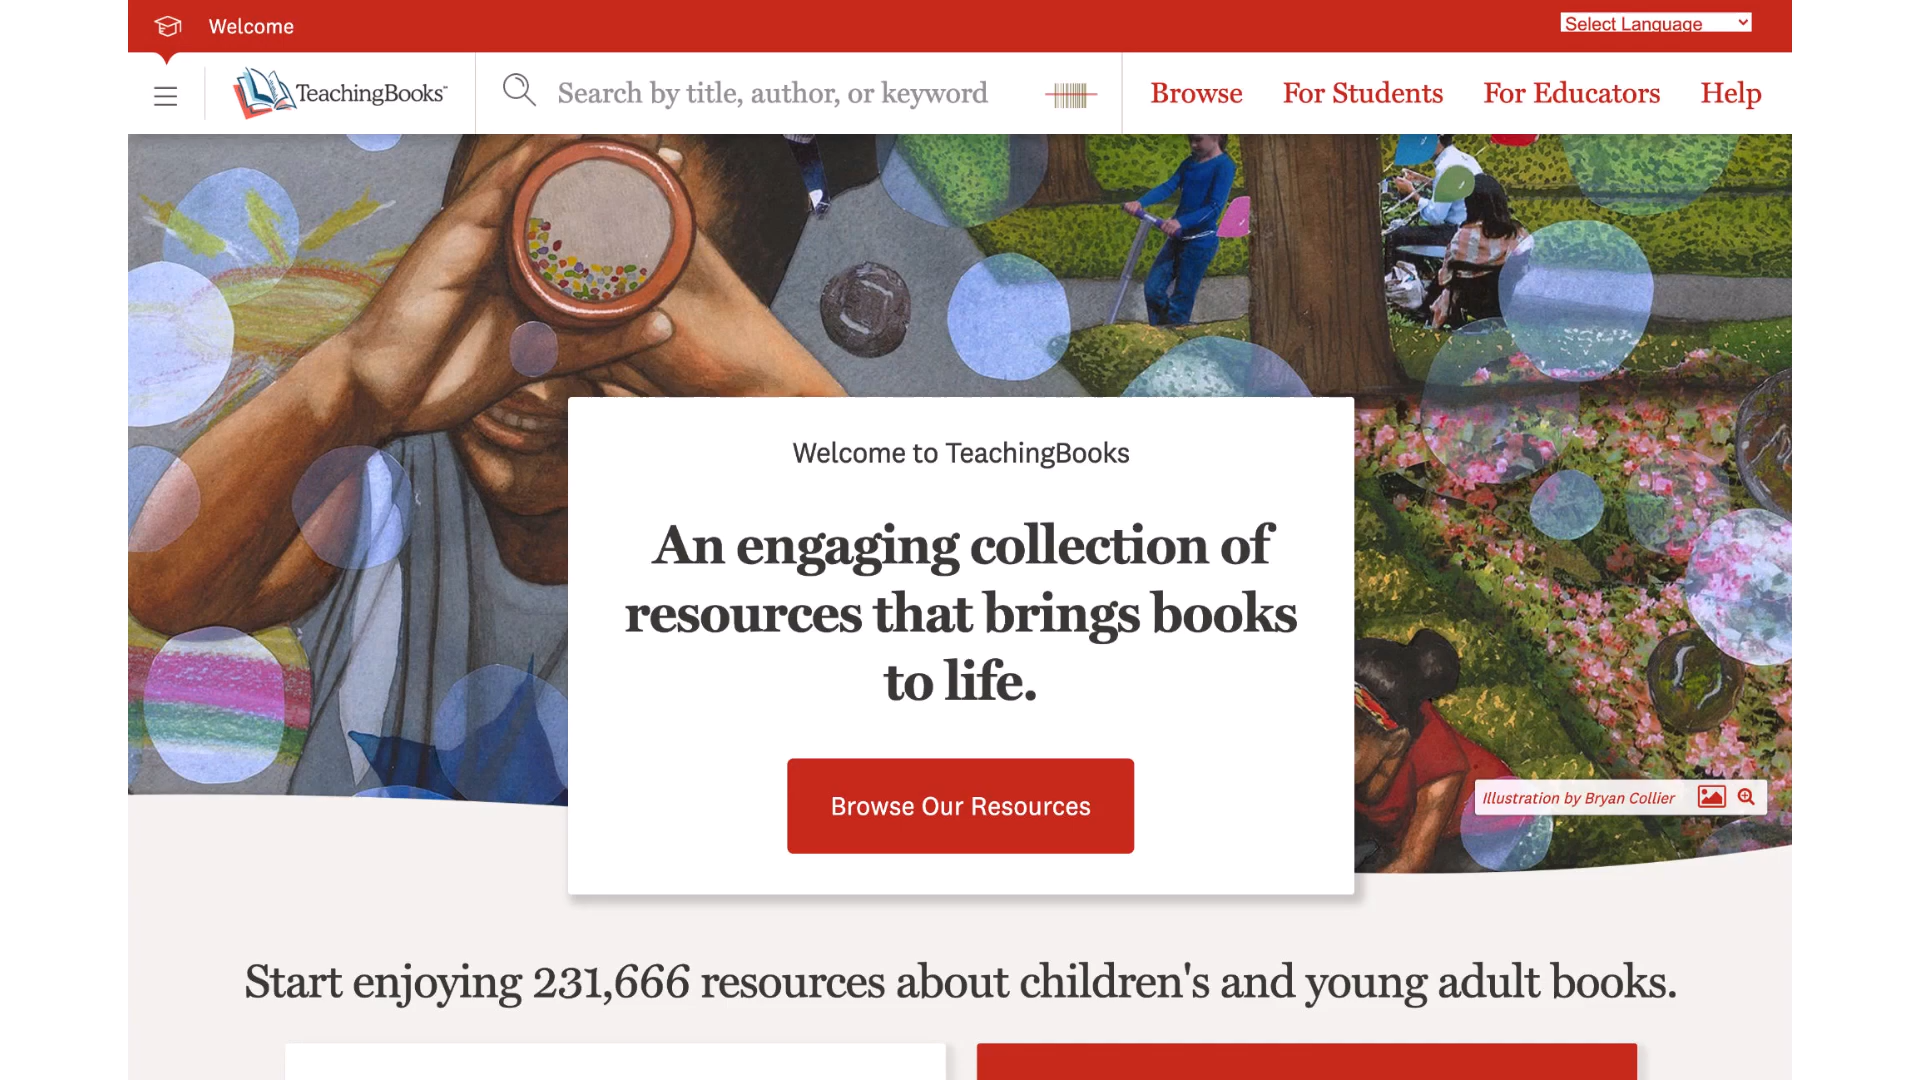 Welcome
Select Language
TeachingBooks™
Search by title, author, or keyword
Browse
For Students
For Educators
Help
Welcome to TeachingBooks
An engaging collection of
resources that brings books
to life.
Browse Our Resources
Illustration by Bryan Collier
Start enjoying 231,666 resources about children's and young adult books.